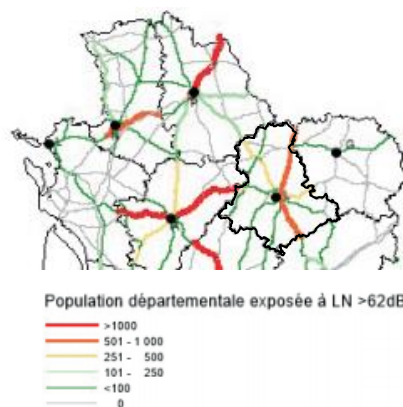 Population départementale exposée à LN >62dB
>1000
501 - 1 000
251 - 500
101 - 250
<100
0